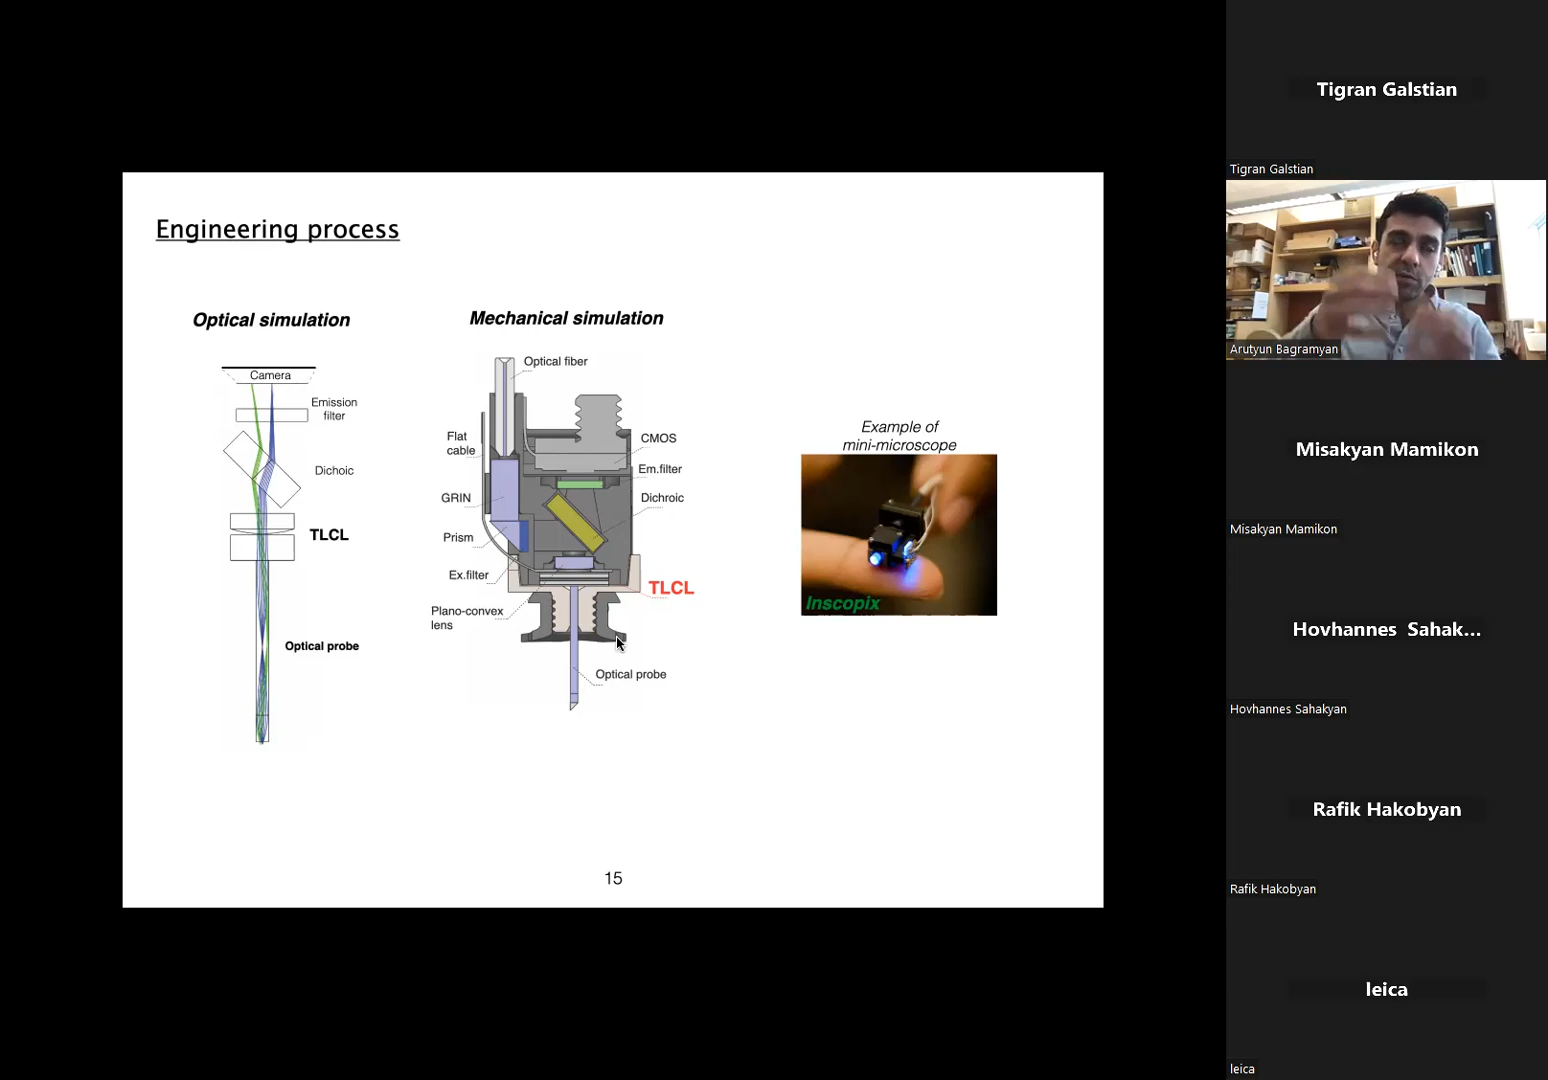 Engineering process
Optical simulation
Camera
Emission
filter
Dichoic
TLCL
Optical probe
Mechanical simulation
Optical fiber
Flat
cable
CMOS
Em.filter
GRIN
Dichroic
Prism
Ex.filter
TLCL
Plano-convex
lens
Optical probe
Example of
mini-microscope
Inscopix
15
Tigran Galstian
Tigran Galstian
Arutyun Bagramyan
Misakyan Mamikon
Misakyan Mamikon
Hovhannes Sahak...
Hovhannes Sahakyan
Rafik Hakobyan
Rafik Hakobyan
leica
leica